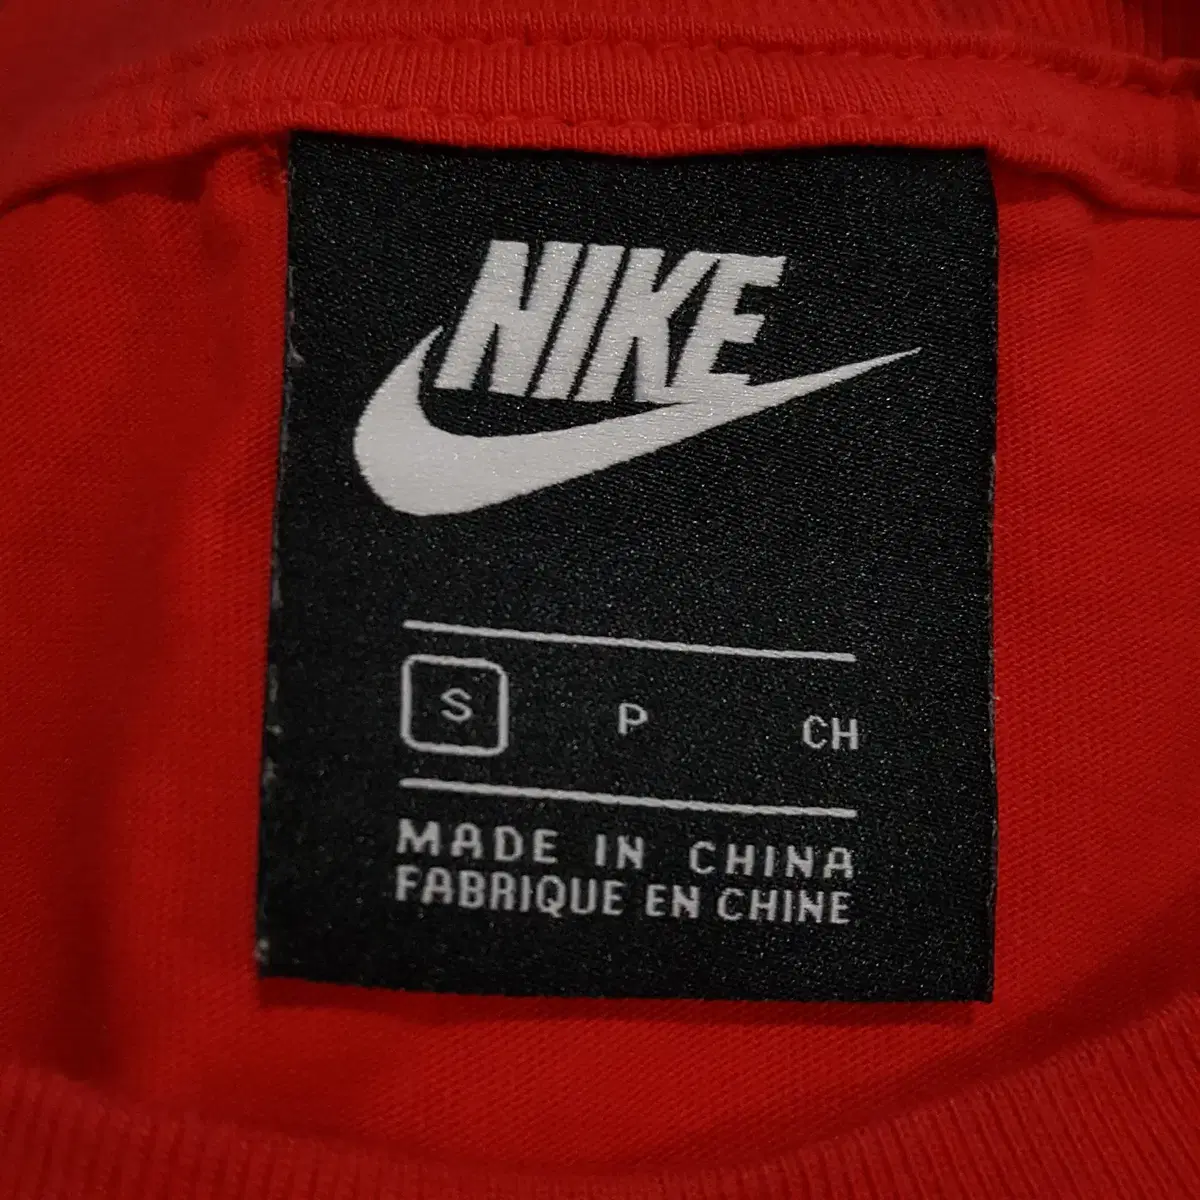 NIKE
S P CH
MADE IN CHINA
FABRIQUE EN CHINE